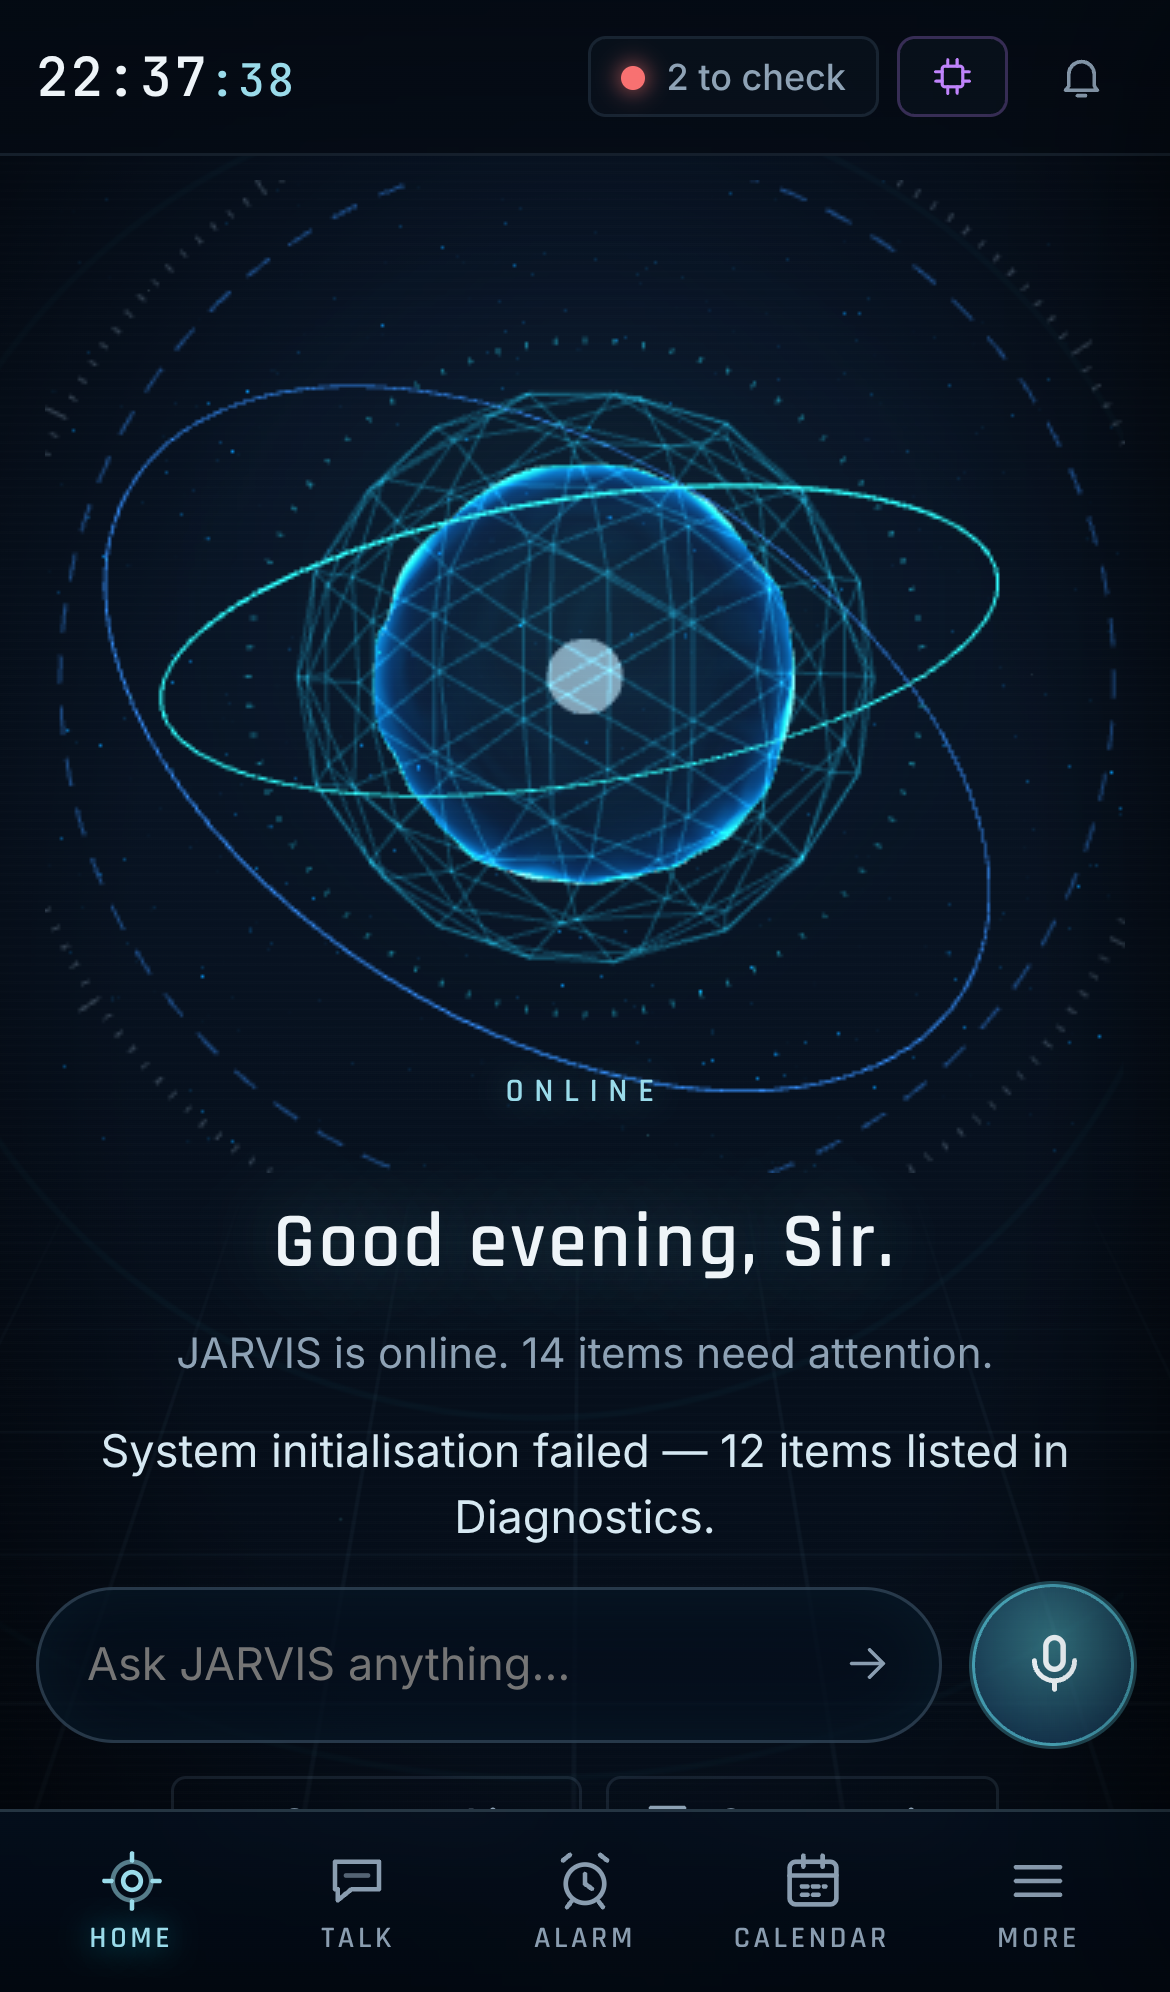 22:37:38
2 to check
ONLINE
Good evening, Sir.
JARVIS is online. 14 items need attention.
System initialisation failed — 12 items listed in
Diagnostics.
Ask JARVIS anything...
HOME
TALK
ALARM
CALENDAR
MORE